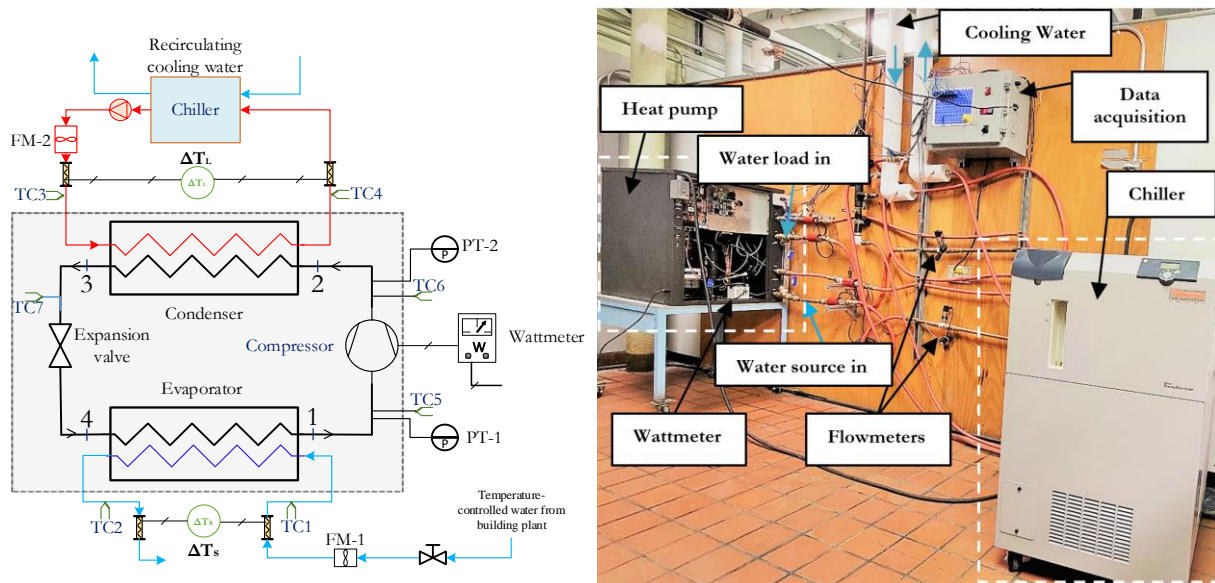 Recirculating
cooling water
Chiller
FM-2
ΔTL
ΔTL
TC3
TC4
PT-2
P
3
2
TC7
TC6
Condenser
Expansion
valve
Compressor
Wattmeter
W
Evaporator
TC5
4
1
PT-1
P
TC2
ΔTs
TC1
ΔTs
Temperature-
controlled water from
building plant
FM-1
Cooling Water
Heat pump
Data
acquisition
Water load in
Chiller
Water source in
Wattmeter
Flowmeters